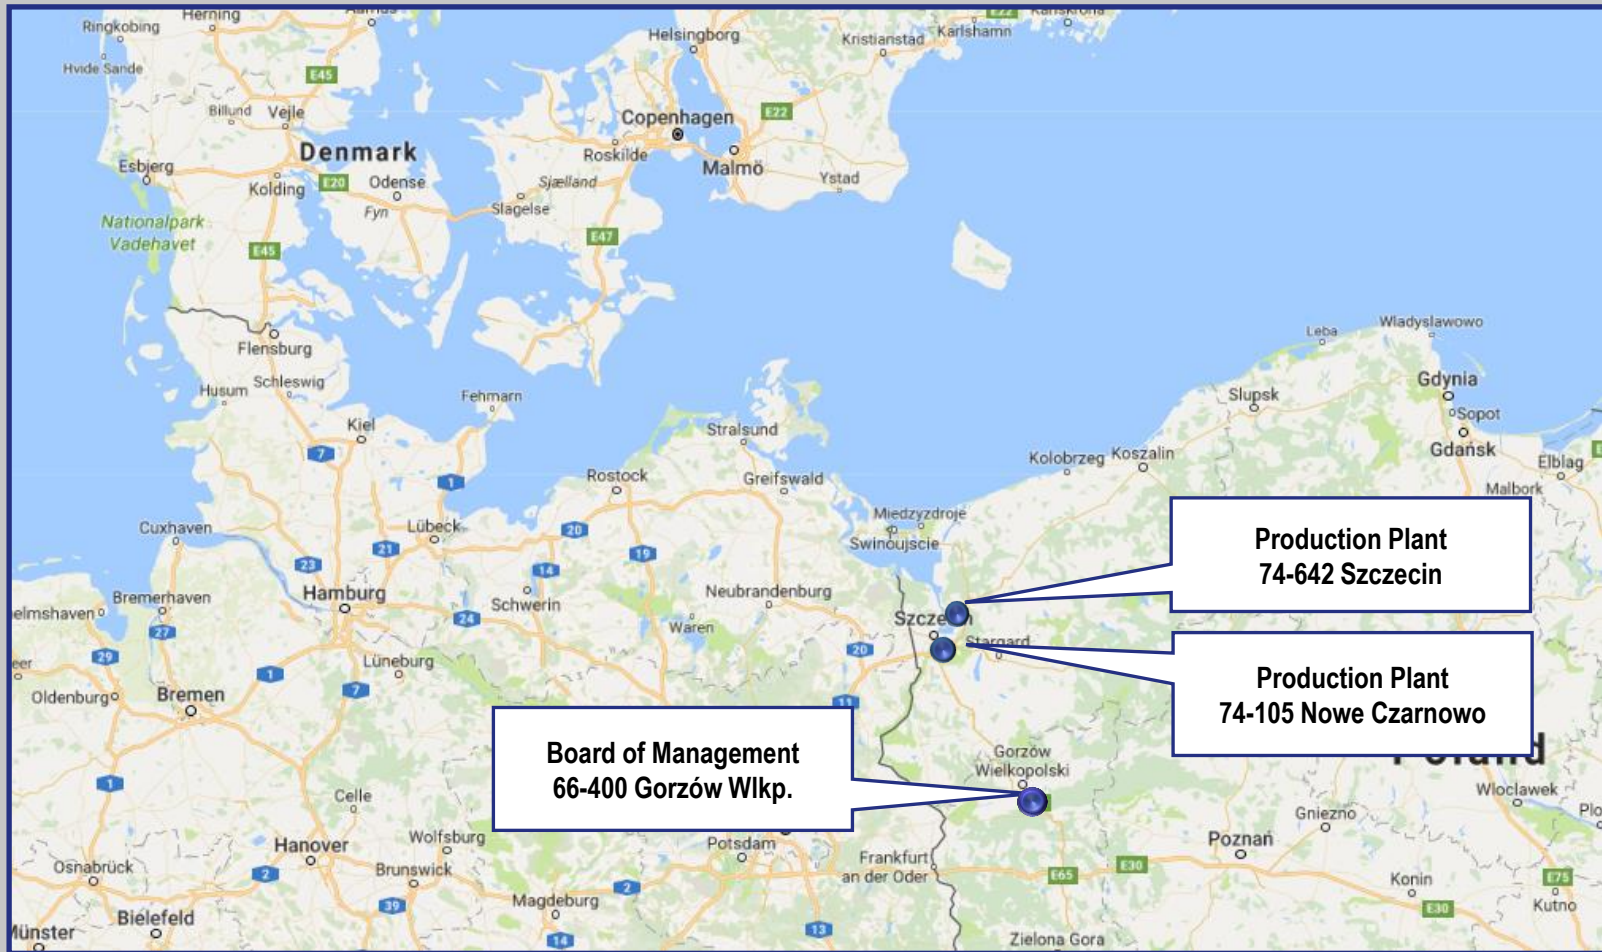 Ringkobing
Herning
Karlshamn
Helsingborg
Kristianstad
E22
Hvide Sande
E45
Billund
Vejle
Copenhagen
E22
Denmark
Roskilde
Malmö
Esbjerg
Kolding
E20
Odense
Sjælland
Ystad
Fyn
Slagelse
Nationalpark
Vadehavet
E45
E47
Flensburg
Leba
Wladyslawowo
Husum
Schleswig
Fehmarn
Slupsk
Gdynia
Sopot
Kiel
Stralsund
Gdańsk
7
Kolobrzeg
Koszalin
Elblag
1
Rostock
Greifswald
Malbork
Cuxhaven
Lübeck
20
Miedzyzdroje
Swinoujscie
Production Plant
74-642 Szczecin
21
19
23
14
Hamburg
Schwerin
Neubrandenburg
Bremerhaven
24
Waren
27
Stargard
29
Lüneburg
20
Production Plant
74-105 Nowe Czarnowo
1
7
Oldenburg
Bremen
11
Board of Management
66-400 Gorzów Wlkp.
Gorzów
Wielkopolski
Poland
1
Celle
Wloclawek
Gniezno
Hanover
Wolfsburg
Potsdam
Poznań
Osnabrück
2
Brunswick
Frankfurt
an der Oder
E65
E30
Konin
E75
Kutno
39
2
Magdeburg
E30
Bielefeld
13
Münster
14
Zielona Gora